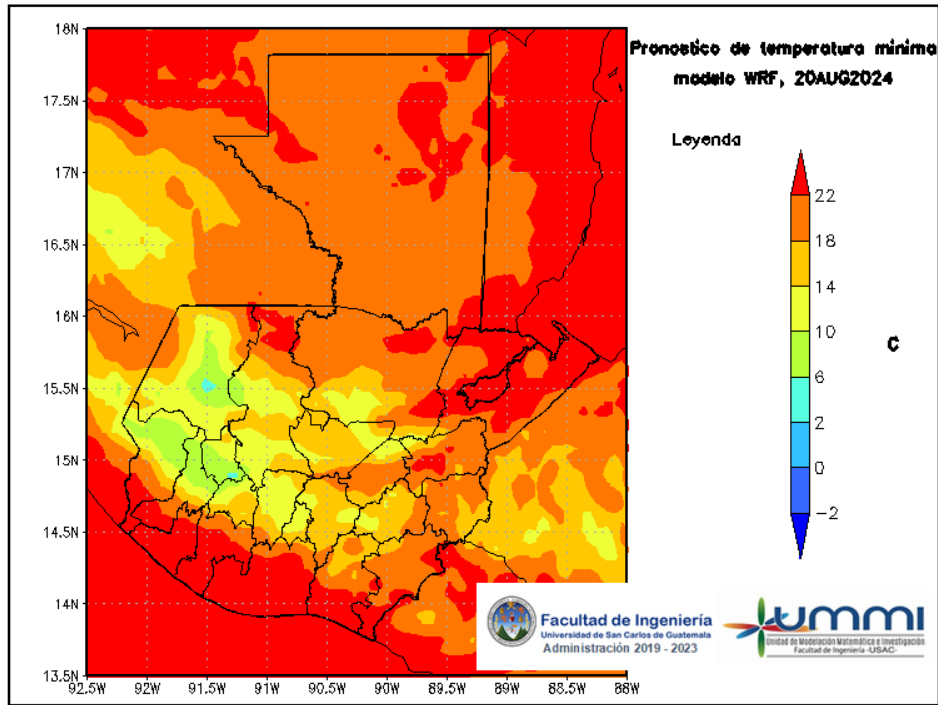 Pronostico de temperatura minima
modelo WRF, 20AUG2024
Leyenda
22
18
14
10
6
2
0
−2
C
18N
17.5N
17N
16.5N
16N
15.5N
15N
14.5N
14N
13.5N
92.5W
92W
91.5W
91W
90.5W
90W
89.5W
89W
88.5W
88W
Facultad de Ingeniería
Universidad de San Carlos de Guatemala
Administración 2019 - 2023
ummi
Unidad de Modelación Matemática e Investigación
Facultad de Ingeniería -USAC-